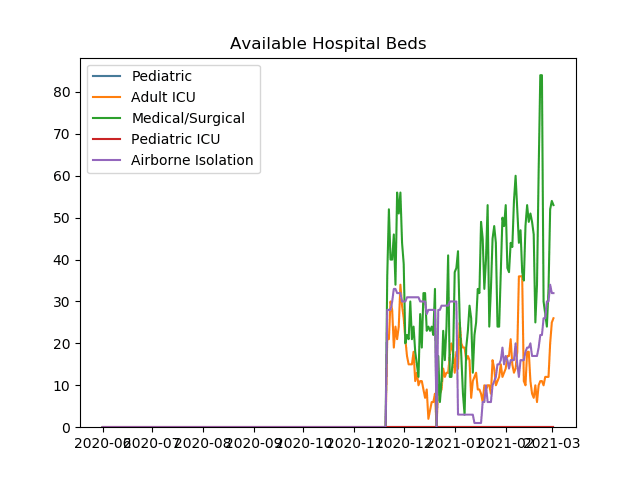 Available Hospital Beds
Pediatric
Adult ICU
Medical/Surgical
Pediatric ICU
Airborne Isolation
80
70
60
50
40
30
20
10
0
2020-06 2020-07 2020-08 2020-09 2020-10 2020-11 2020-12 2021-01 2021-02 2021-03